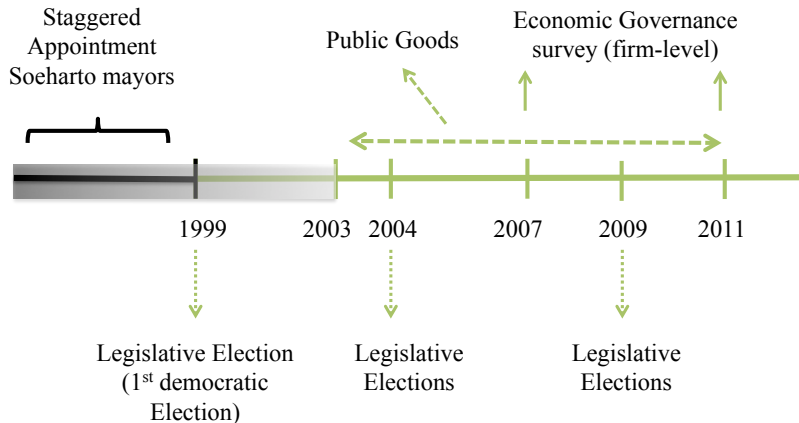 Staggered
Appointment
Soeharto mayors
Public Goods
Economic Governance
survey (firm-level)
1999
2003
2004
2007
2009
2011
Legislative Election
(1st democratic
Election)
Legislative
Elections
Legislative
Elections